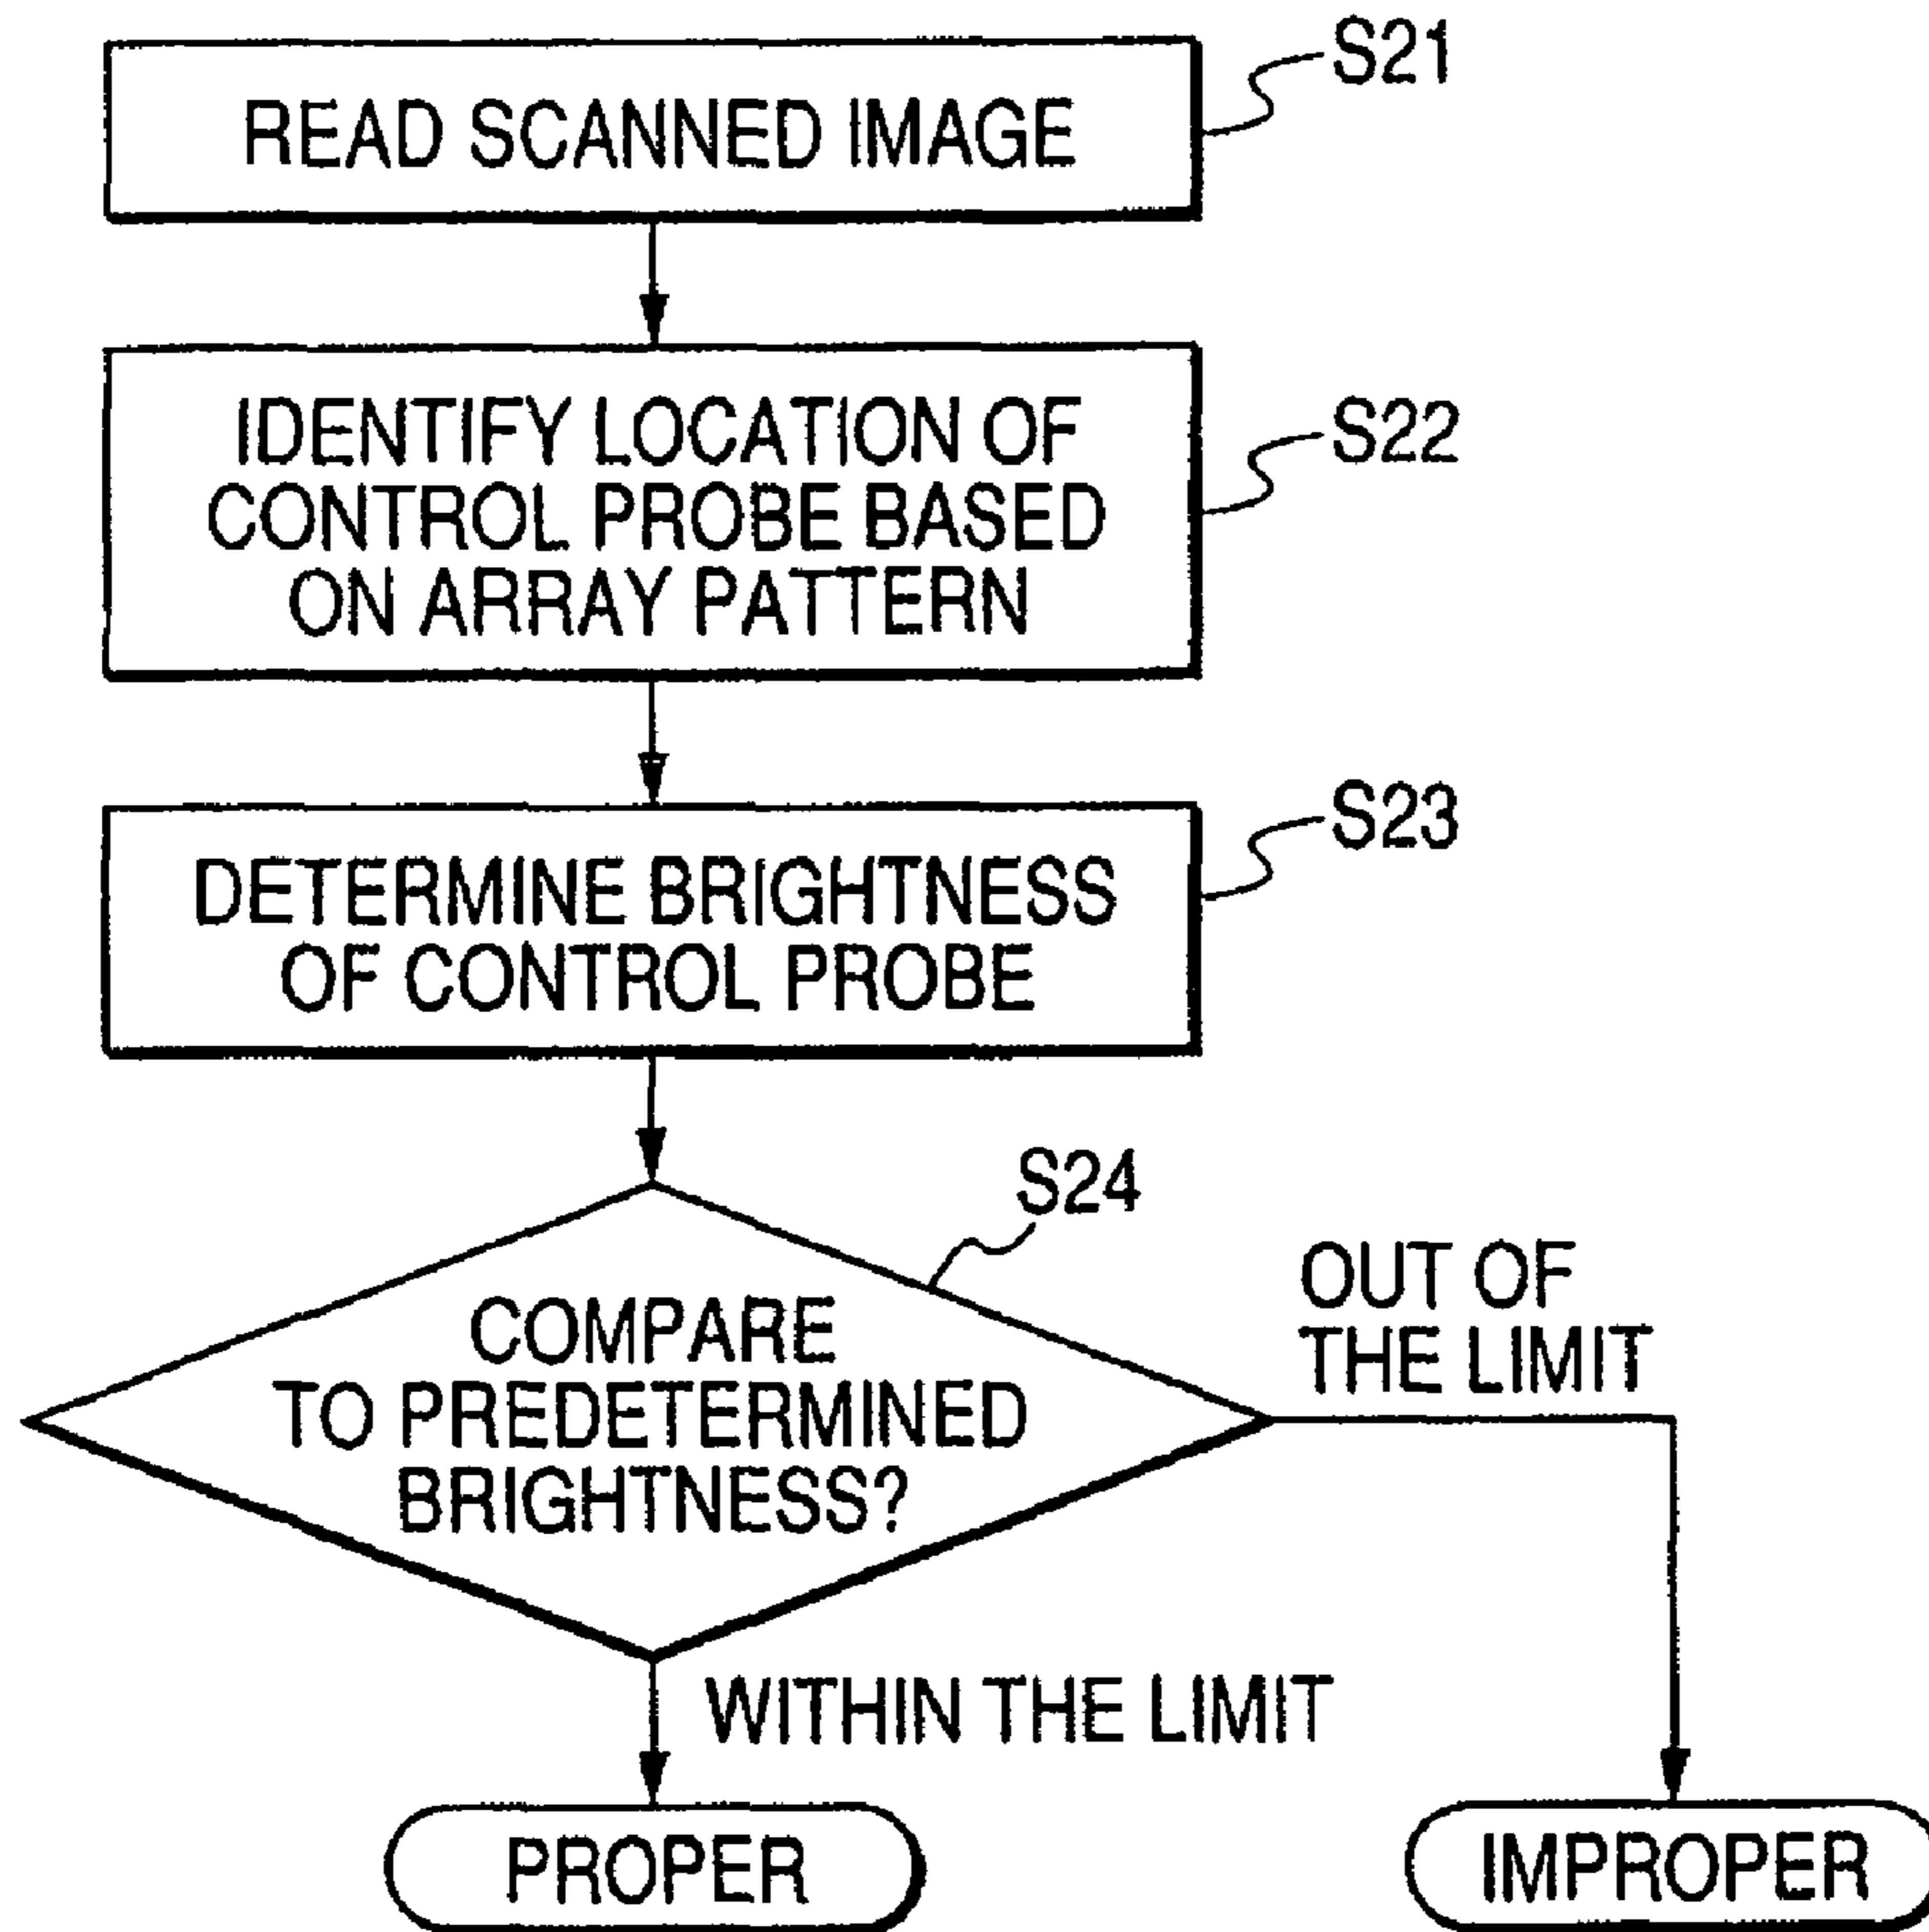 S21
READ SCANNED IMAGE
S22
IDENTIFY LOCATION OF
CONTROL PROBE BASED
ON ARRAY PATTERN
S23
DETERMINE BRIGHTNESS
OF CONTROL PROBE
S24
COMPARE
TO PREDETERMINED
BRIGHTNESS?
OUT OF
THE LIMIT
WITHIN THE LIMIT
PROPER
IMPROPER